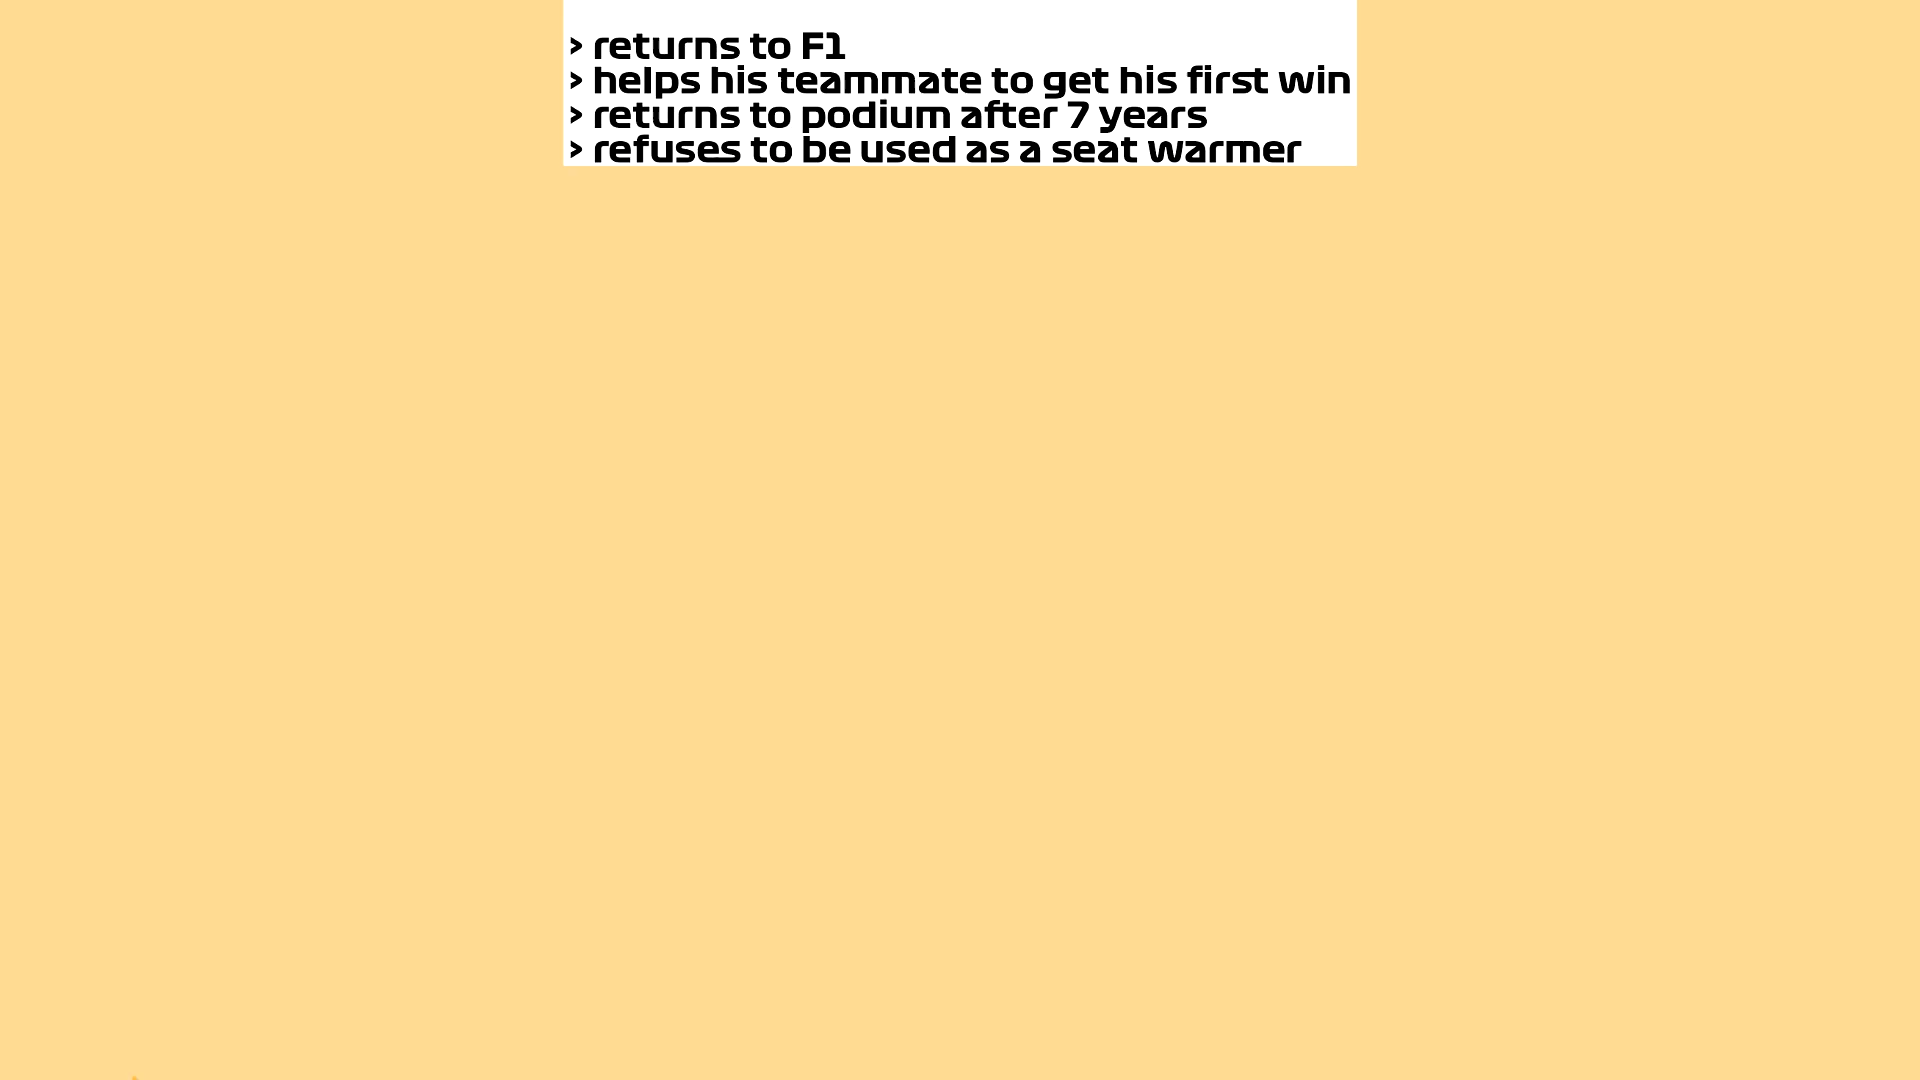 > returns to F1
> helps his teammate to get his first win
> returns to podium after 7 years
> refuses to be used as a seat warmer